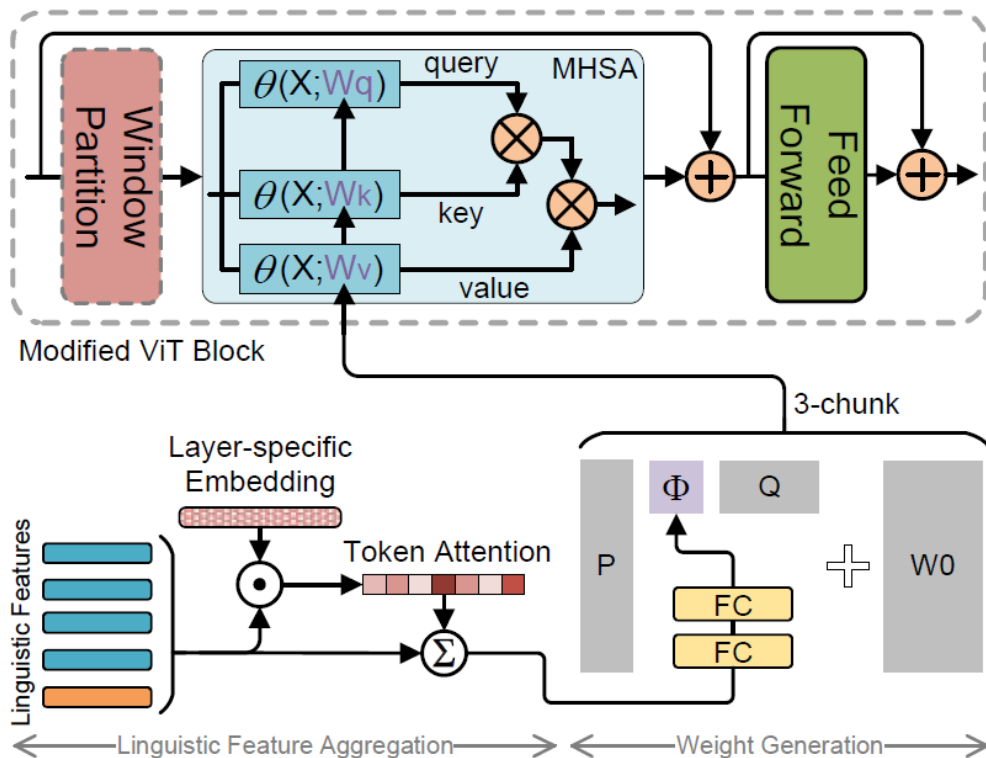 Window
Partition
MHSA
θ(X;Wq)
query
θ(X;Wk)
key
θ(X;Wv)
value
Feed
Forward
Modified ViT Block
3-chunk
Layer-specific
Embedding
Token Attention
Linguistic Features
Σ
P
Φ
Q
W0
FC
FC
Linguistic Feature Aggregation
Weight Generation